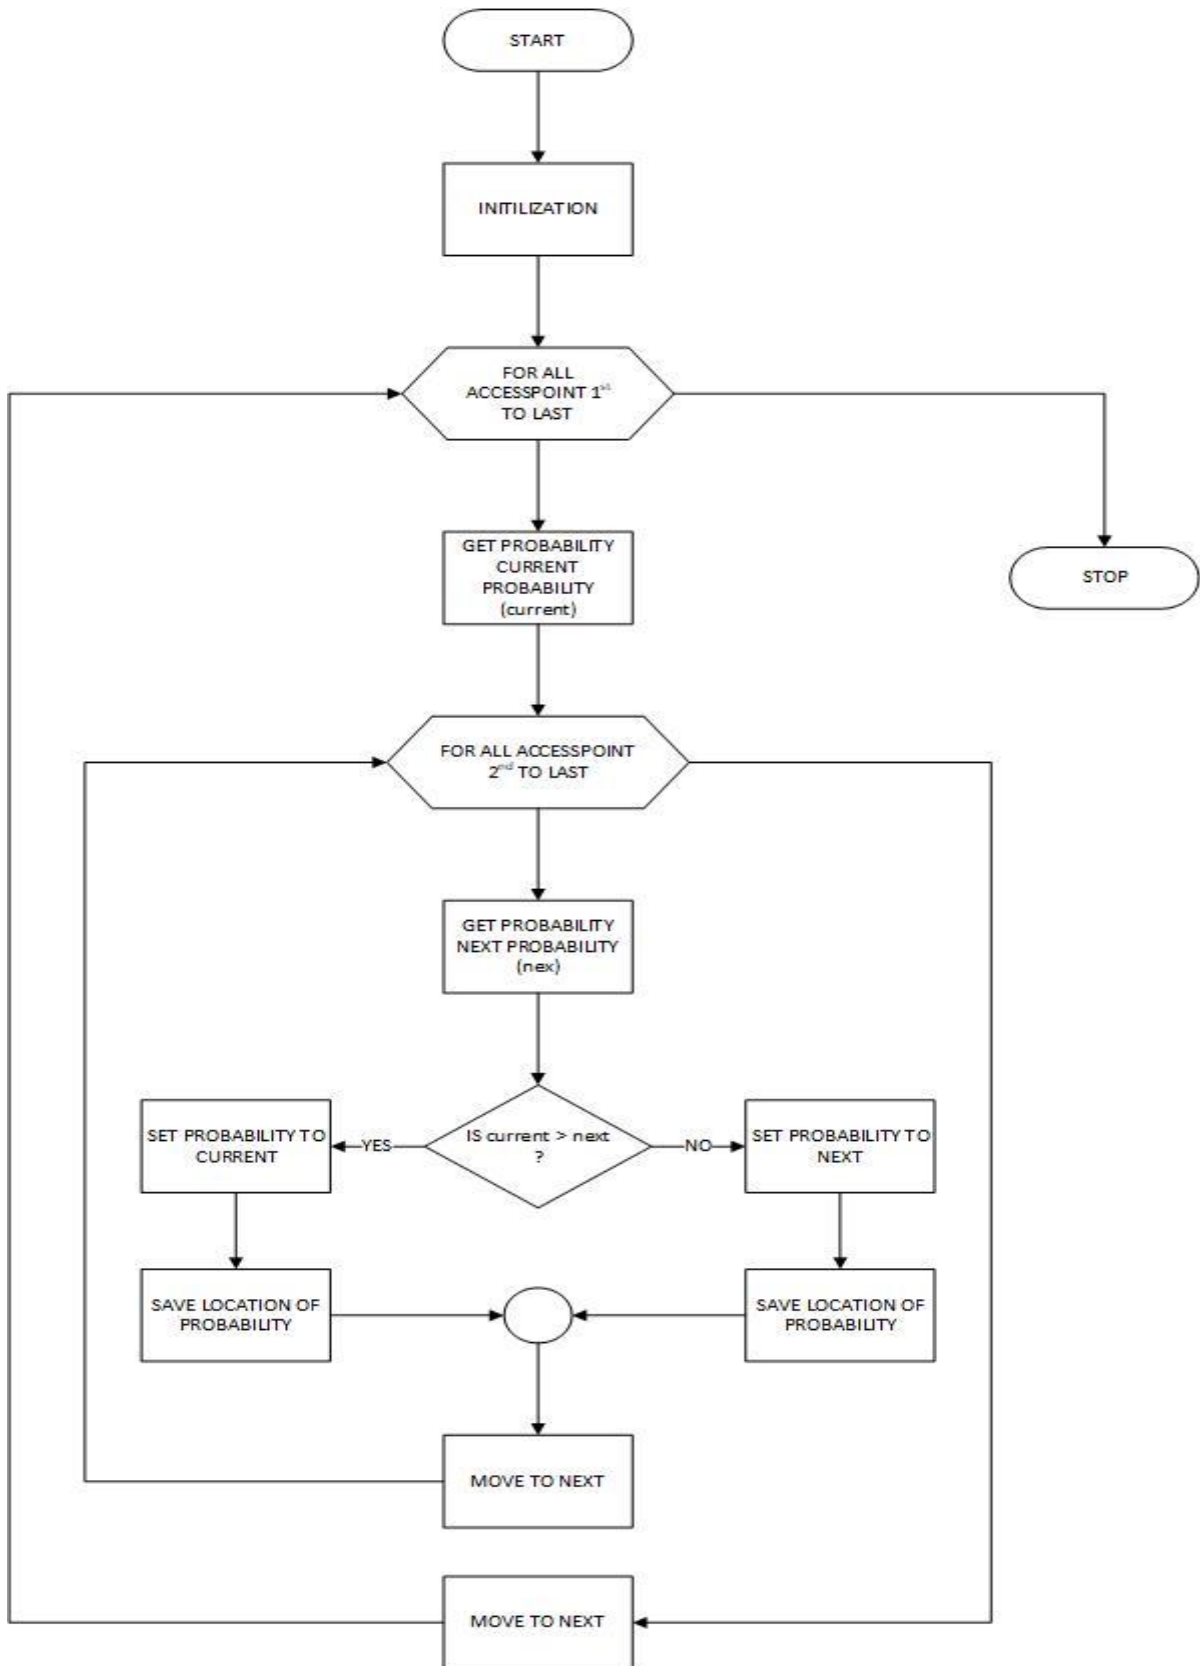 START
INITILIZATION
FOR ALL
ACCESSPOINT 1st
TO LAST
GET PROBABILITY
CURRENT
PROBABILITY
(current)
STOP
FOR ALL ACCESSPOINT
2nd TO LAST
GET PROBABILITY
NEXT PROBABILITY
(nex)
SET PROBABILITY TO
CURRENT
YES
IS current > next
?
NO
SET PROBABILITY TO
NEXT
SAVE LOCATION OF
PROBABILITY
SAVE LOCATION OF
PROBABILITY
MOVE TO NEXT
MOVE TO NEXT